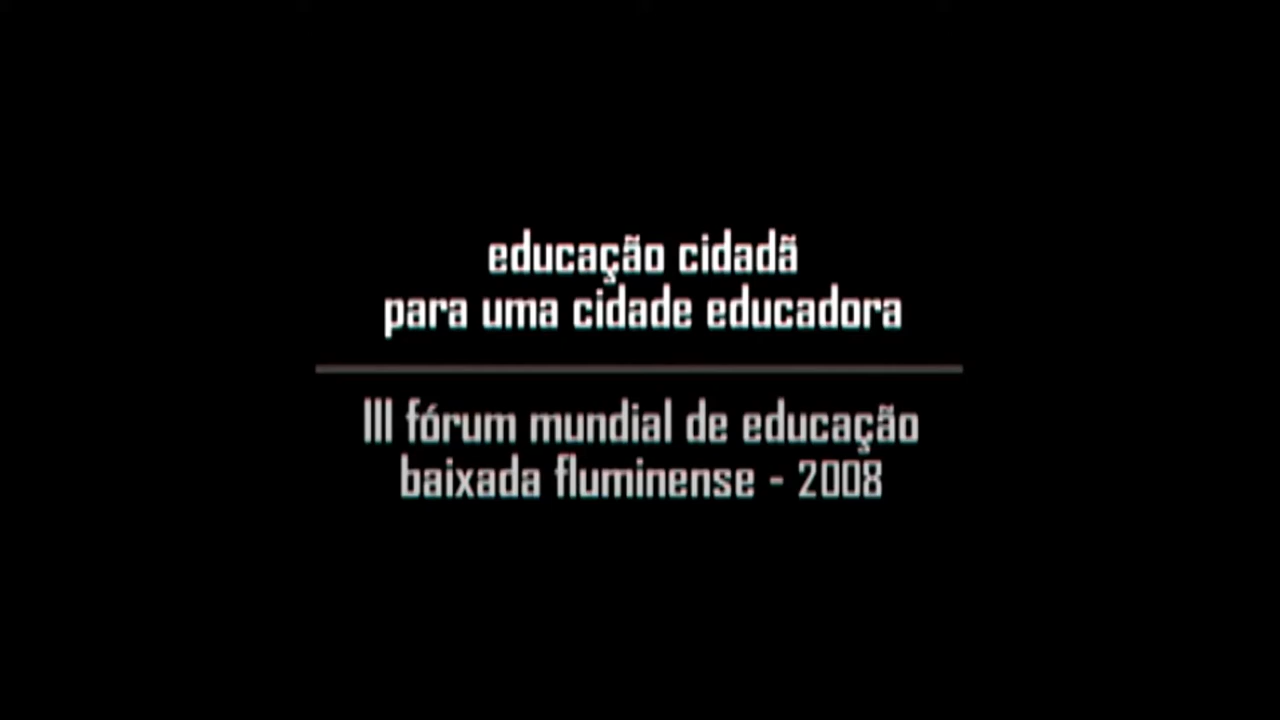 educação cidadã
para uma cidade educadora
III fórum mundial de educação
baixada fluminense - 2008